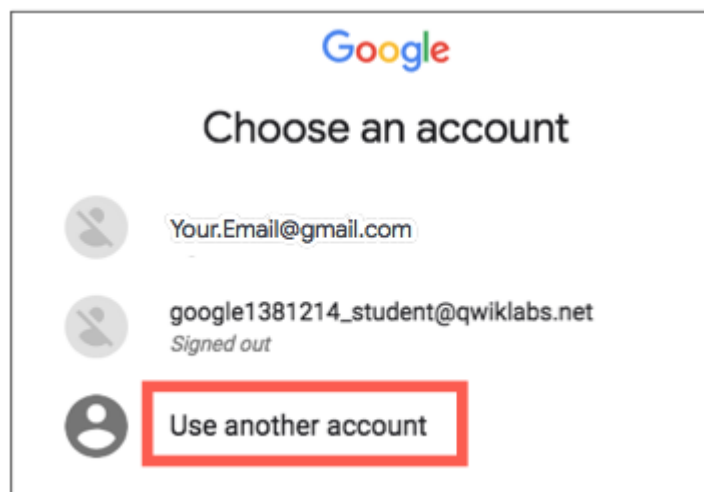 Google
Choose an account
Your.Email@gmail.com
google1381214_student@qwiklabs.net
Signed out
Use another account